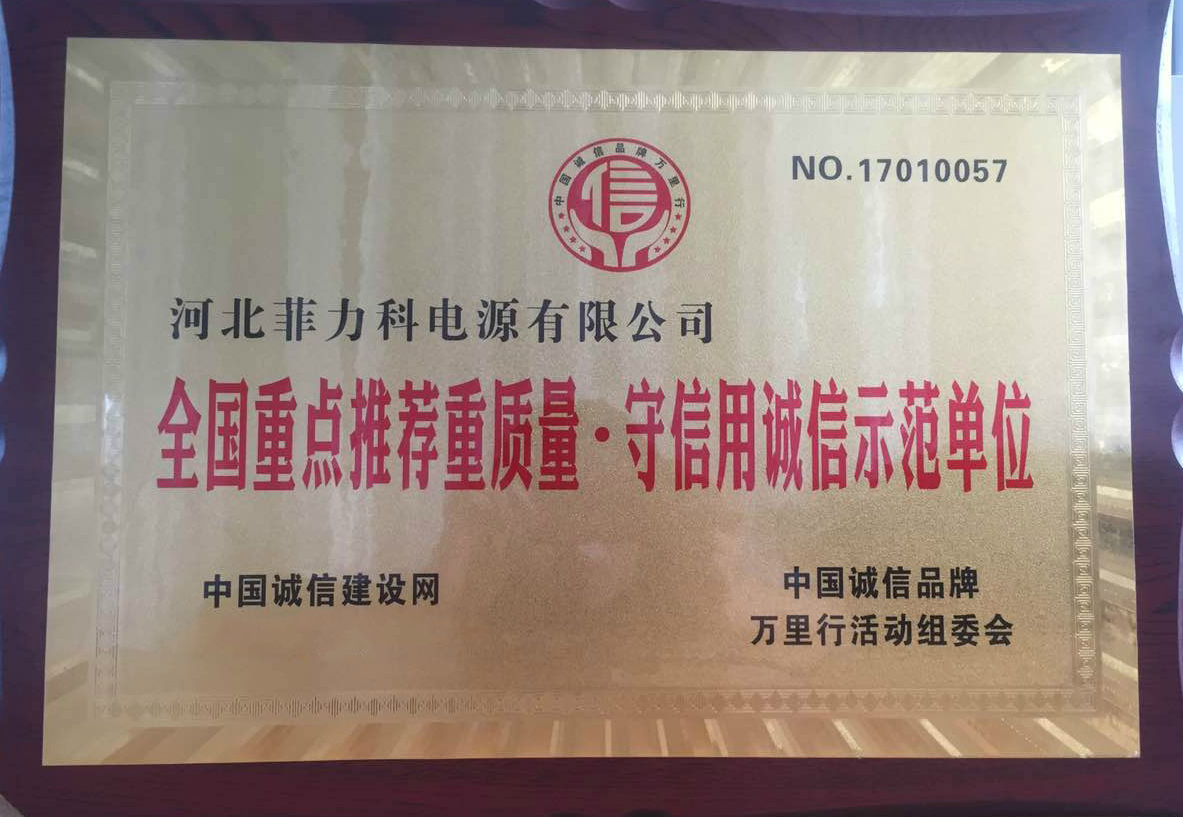 中国诚信品牌万里行
信
NO.17010057
河北菲力科电源有限公司
全国重点推荐重质量·守信用诚信示范单位
中国诚信建设网
中国诚信品牌
万里行活动组委会